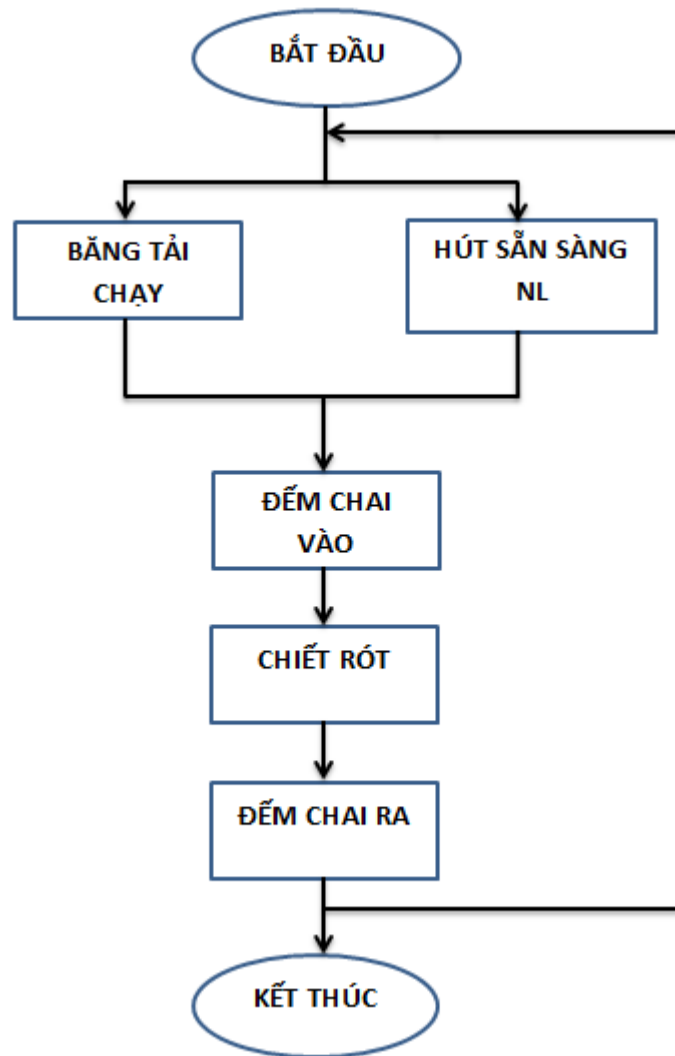 BẮT ĐẦU
BĂNG TẢI
CHẠY
HÚT SẴN SÀNG
NL
ĐẾM CHAI
VÀO
CHIẾT RÓT
ĐẾM CHAI RA
KẾT THÚC